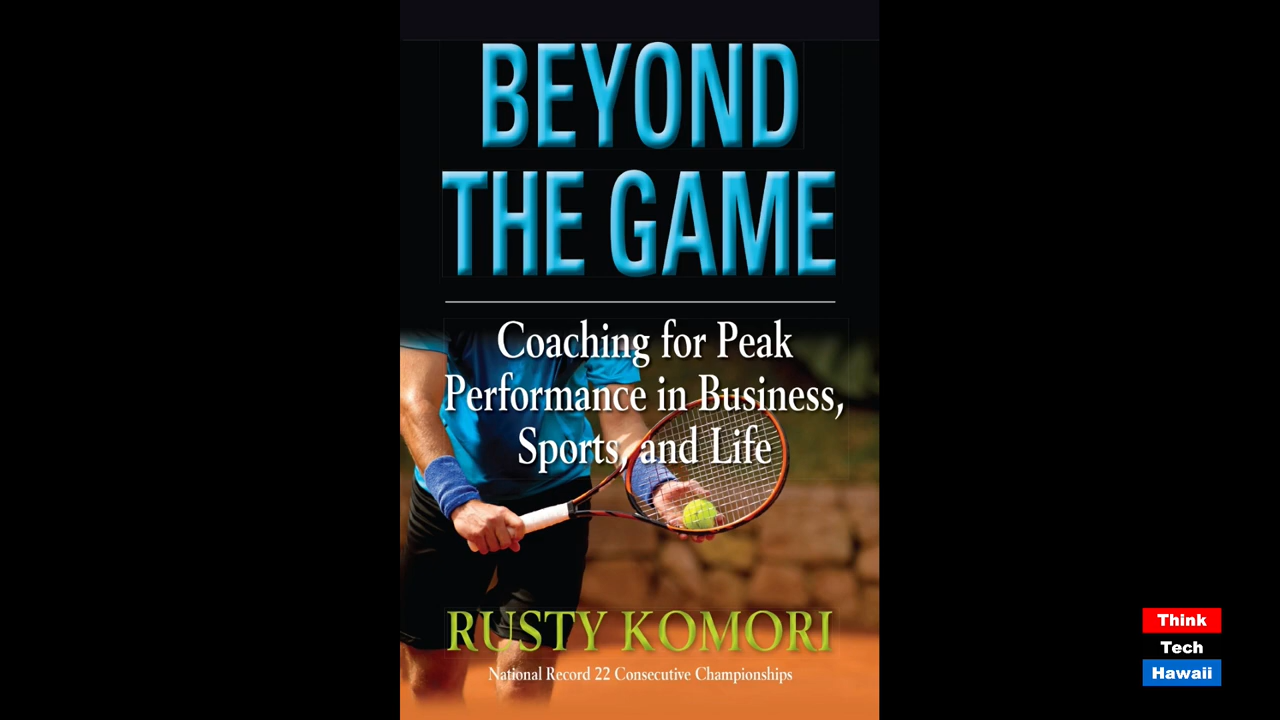 BEYOND
THE GAME
Coaching for Peak
Performance in Business,
Sports, and Life
RUSTY KOMORI
National Record 22 Consecutive Championships
Think
Tech
Hawaii